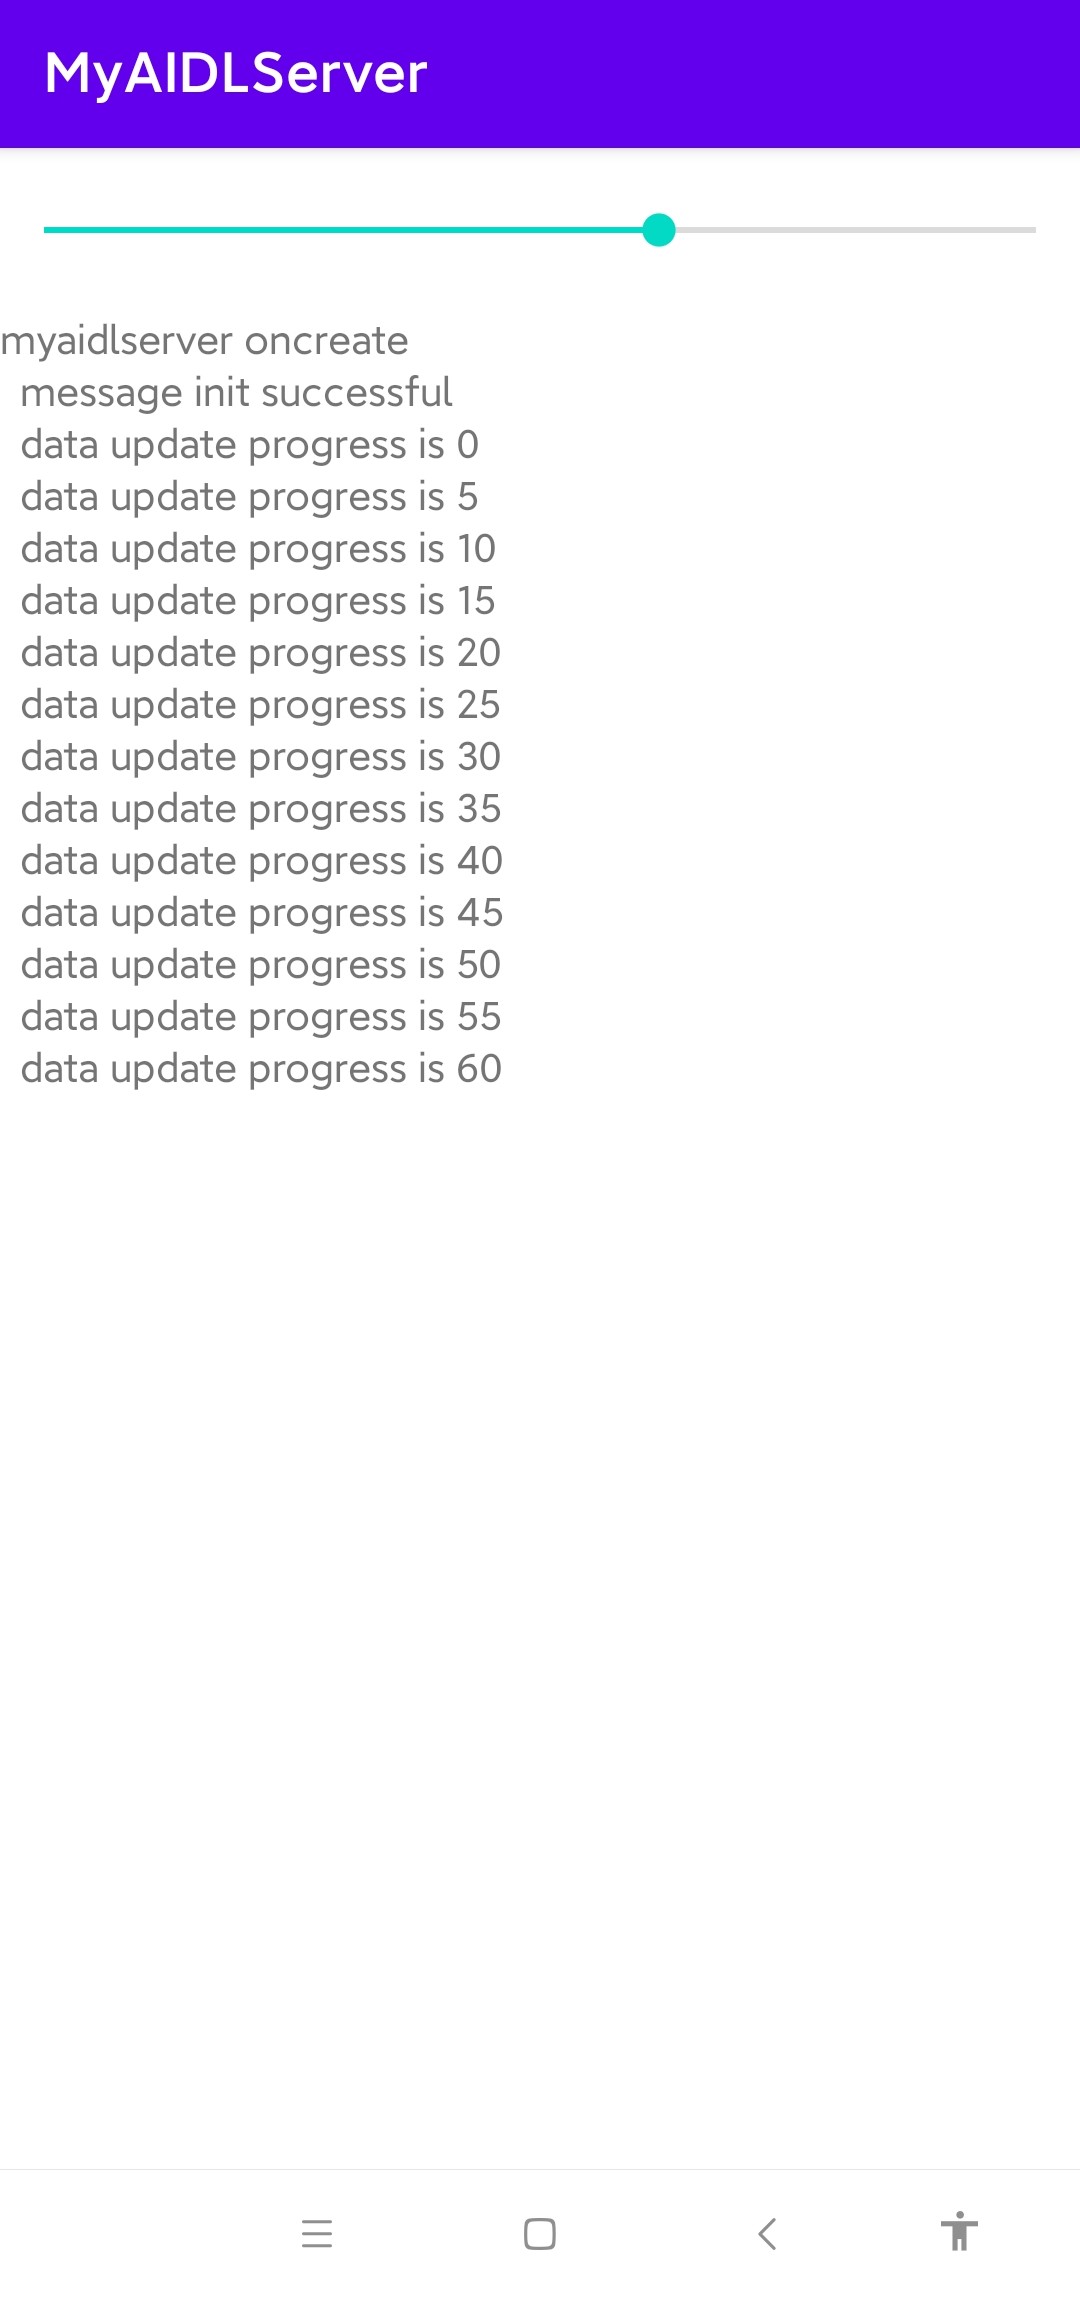 MyAIDLServer
myaidlserver oncreate
message init successful
data update progress is 0
data update progress is 5
data update progress is 10
data update progress is 15
data update progress is 20
data update progress is 25
data update progress is 30
data update progress is 35
data update progress is 40
data update progress is 45
data update progress is 50
data update progress is 55
data update progress is 60